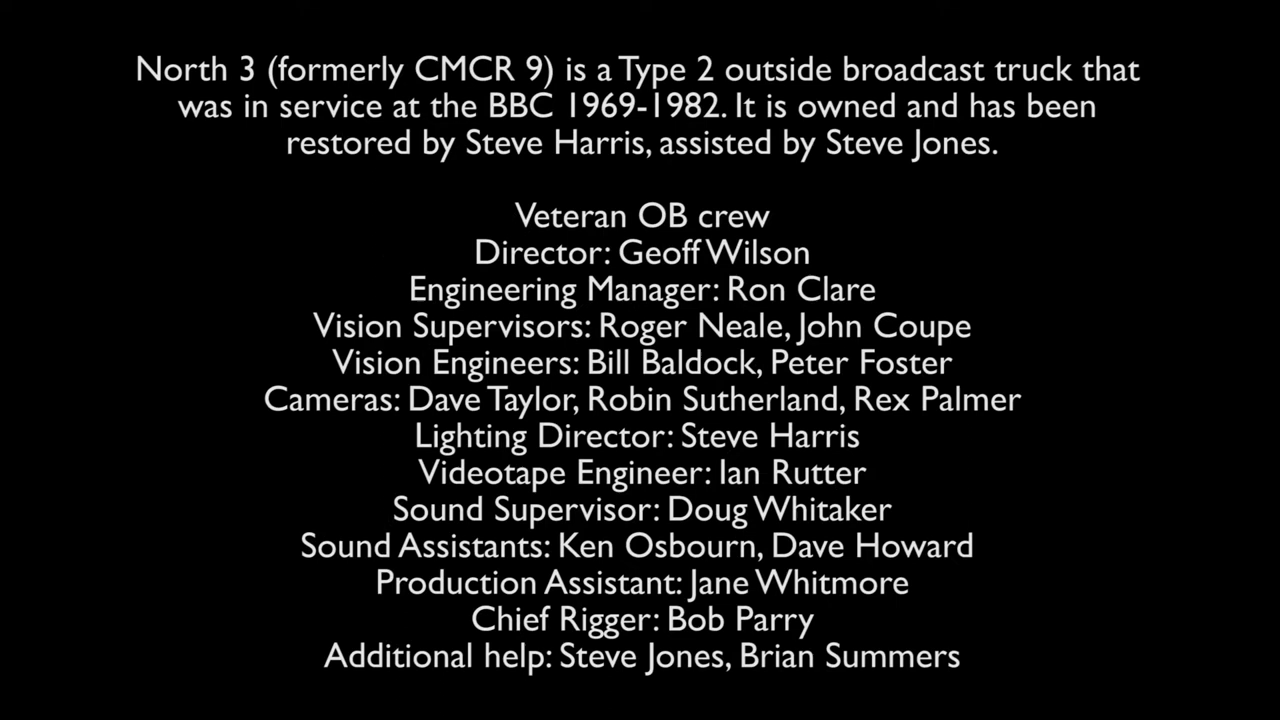 North 3 (formerly CMCR 9) is a Type 2 outside broadcast truck that
was in service at the BBC 1969-1982. It is owned and has been
restored by Steve Harris, assisted by Steve Jones.
Veteran OB crew
Director: Geoff Wilson
Engineering Manager: Ron Clare
Vision Supervisors: Roger Neale, John Coupe
Vision Engineers: Bill Baldock, Peter Foster
Cameras: Dave Taylor, Robin Sutherland, Rex Palmer
Lighting Director: Steve Harris
Videotape Engineer: Ian Rutter
Sound Supervisor: Doug Whitaker
Sound Assistants: Ken Osbourn, Dave Howard
Production Assistant: Jane Whitmore
Chief Rigger: Bob Parry
Additional help: Steve Jones, Brian Summers